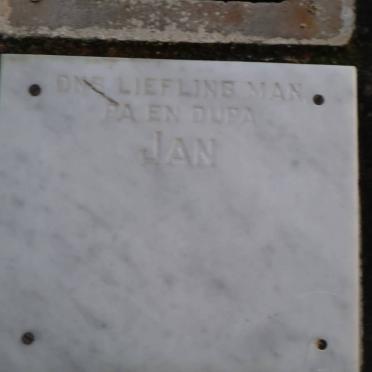 ONS LIEFLING MAN
PA EN OUPA
JAN